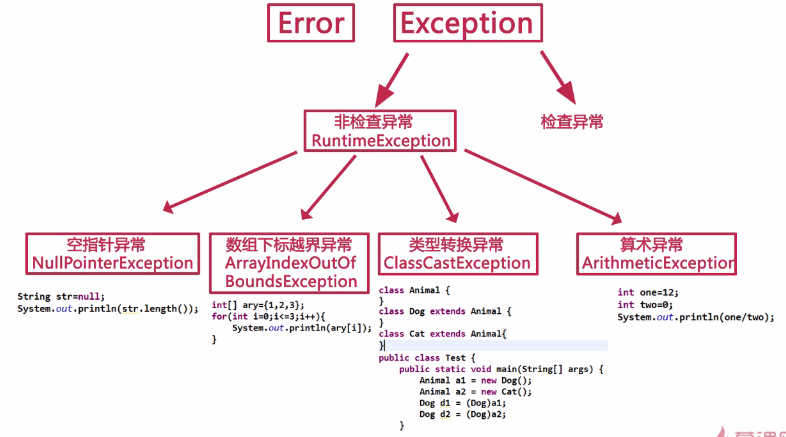 Error
Exception
非检查异常
RuntimeException
检查异常
空指针异常
NullPointerException
String str=null;
System.out.println(str.length());
数组下标越界异常
ArrayIndexOutOf
BoundsException
int[] ary={1,2,3};
for(int i=0;i<=3;i++){
System.out.println(ary[i]);
}
类型转换异常
ClassCastException
class Animal {
}
class Dog extends Animal {
}
class Cat extends Animal{
}
public class Test {
public static void main(String[] args) {
Animal a1 = new Dog();
Animal a2 = new Cat();
Dog d1 = (Dog)a1;
Dog d2 = (Dog)a2;
}
算术异常
ArithmeticException
int one=12;
int two=0;
System.out.println(one/two);